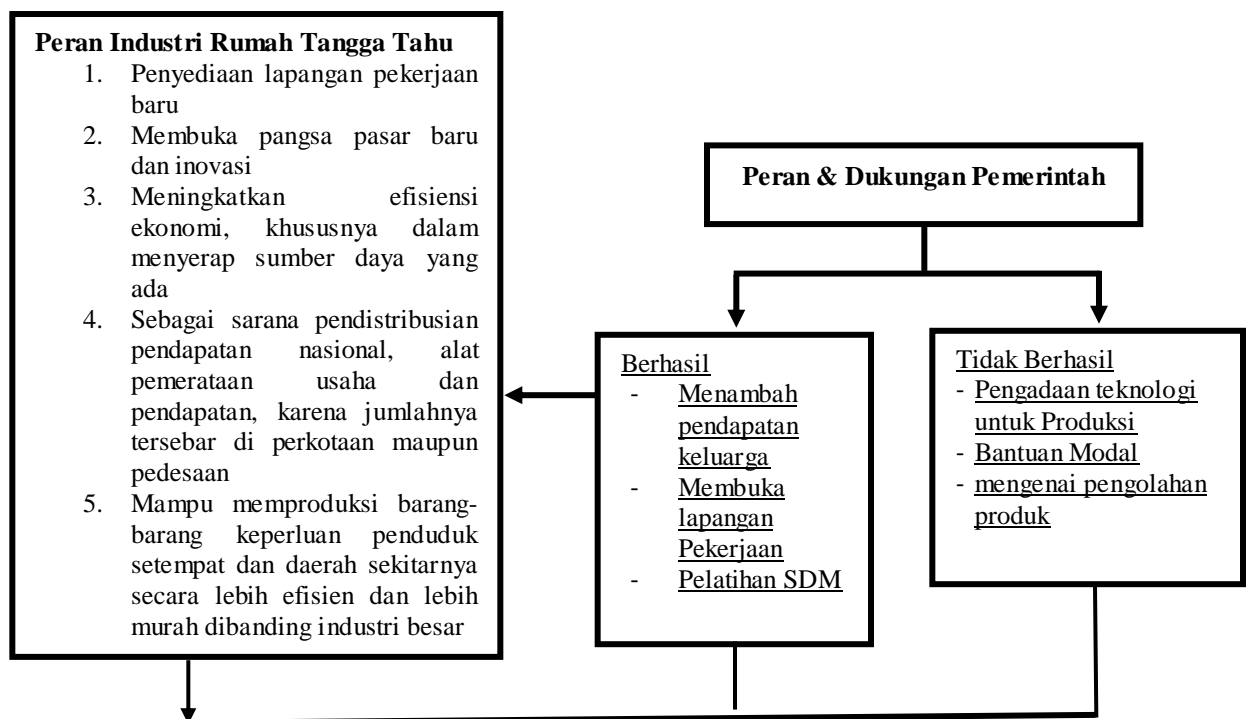 Peran Industri Rumah Tangga Tahu
1. Penyediaan lapangan pekerjaan
baru
2. Membuka pangsa pasar baru
dan inovasi
3. Meningkatkan efisiensi
ekonomi, khususnya dalam
menyerap sumber daya yang
ada
4. Sebagai sarana pendistribusian
pendapatan nasional, alat
pemerataan usaha dan
pendapatan, karena jumlahnya
tersebar di perkotaan maupun
pedesaan
5. Mampu memproduksi barang-
barang keperluan penduduk
setempat dan daerah sekitarnya
secara lebih efisien dan lebih
murah dibanding industri besar
Peran & Dukungan Pemerintah
Berhasil
- Menambah
pendapatan
keluarga
- Membuka
lapangan
Pekerjaan
- Pelatihan SDM
Tidak Berhasil
- Pengadaan teknologi
untuk Produksi
- Bantuan Modal
- mengenai pengolahan
produk